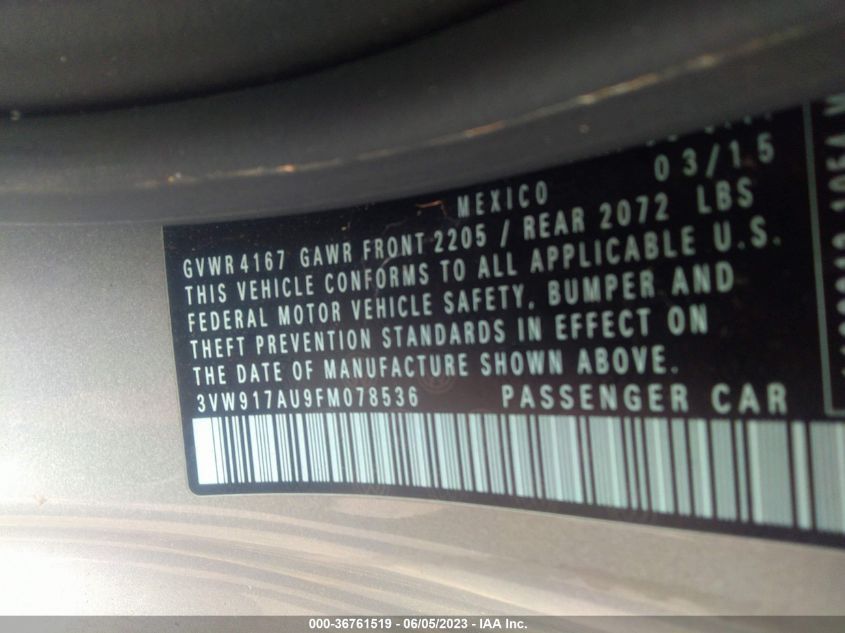 03/15
MEXICO
GVWR 4167 GAWR FRONT 2205 / REAR 2072 LBS
THIS VEHICLE CONFORMS TO ALL APPLICABLE U.S.
FEDERAL MOTOR VEHICLE SAFETY, BUMPER AND
THEFT PREVENTION STANDARDS IN EFFECT ON
THE DATE OF MANUFACTURE SHOWN ABOVE.
3VW917AU9FM078536 PASSENGER CAR
000-36761519 - 06/05/2023 - IAA Inc.